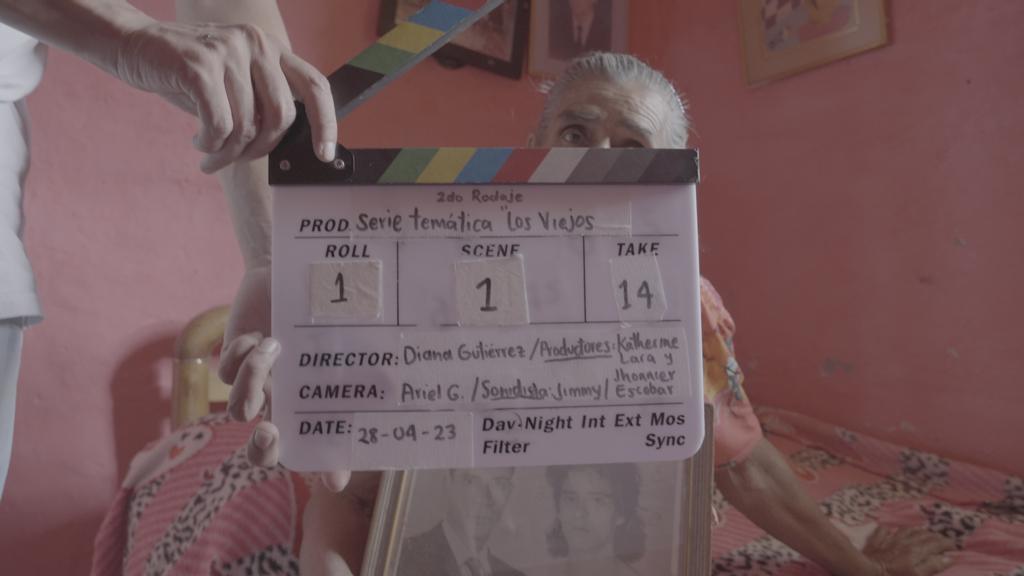 2do Rodaje
PROD. Serie temática "Los Viejos
ROLL SCENE TAKE
1 1 14
DIRECTOR: Diana Gutiérrez / Productores: Katherme Lara y
CAMERA: Ariel G. / Sonidista Jimmy / Jhonnier Escobar
DATE: 28-04-23 Day Night Int Ext Mos
Filter Sync